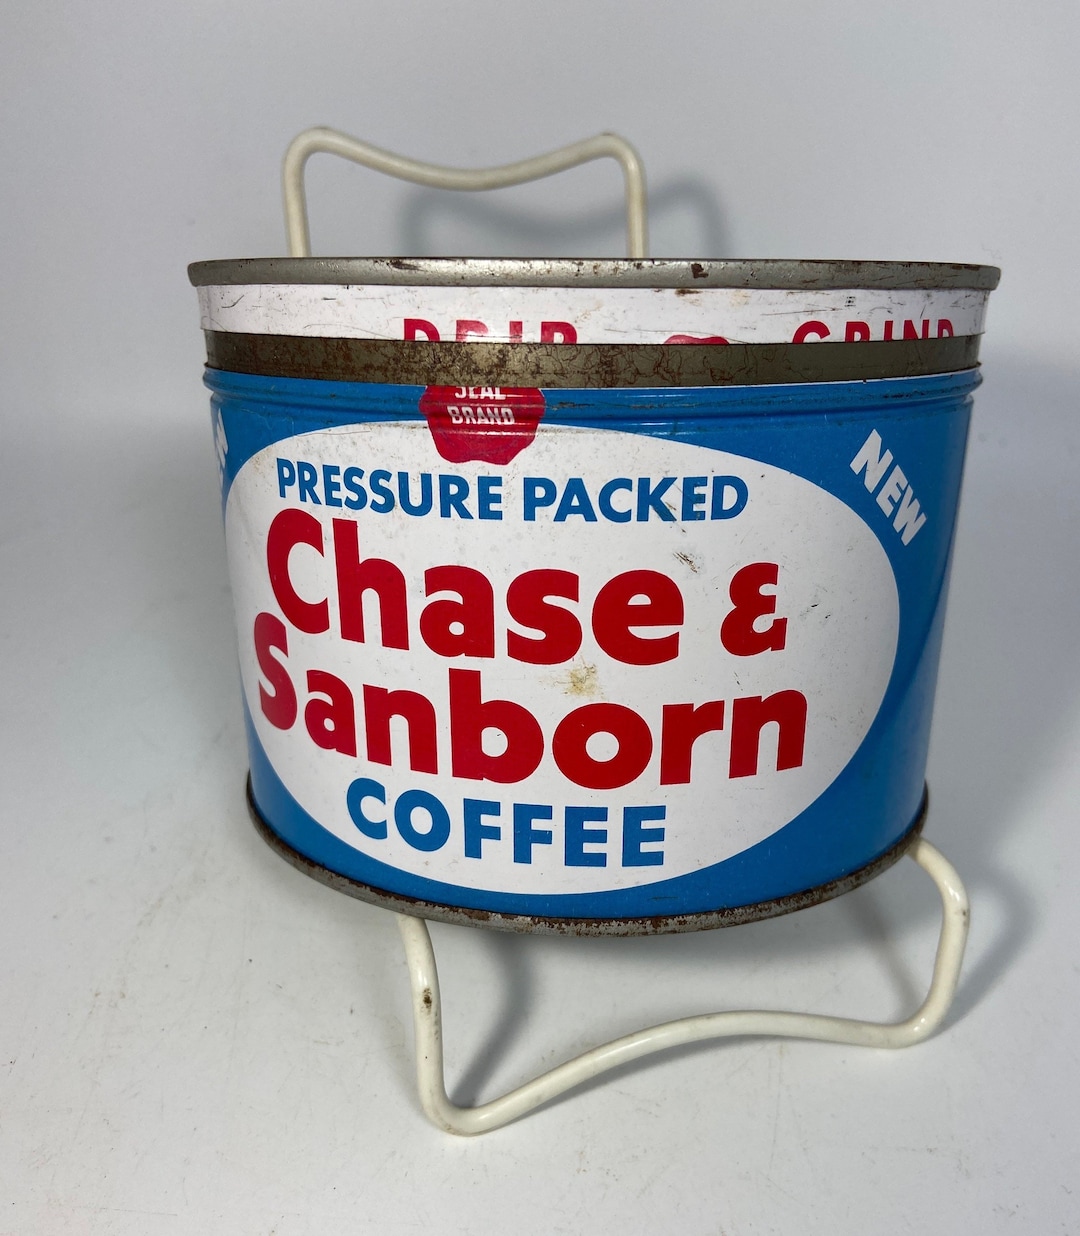 DRIP GRIND
SEAL
BRAND
NEW
PRESSURE PACKED
Chase &
Sanborn
COFFEE